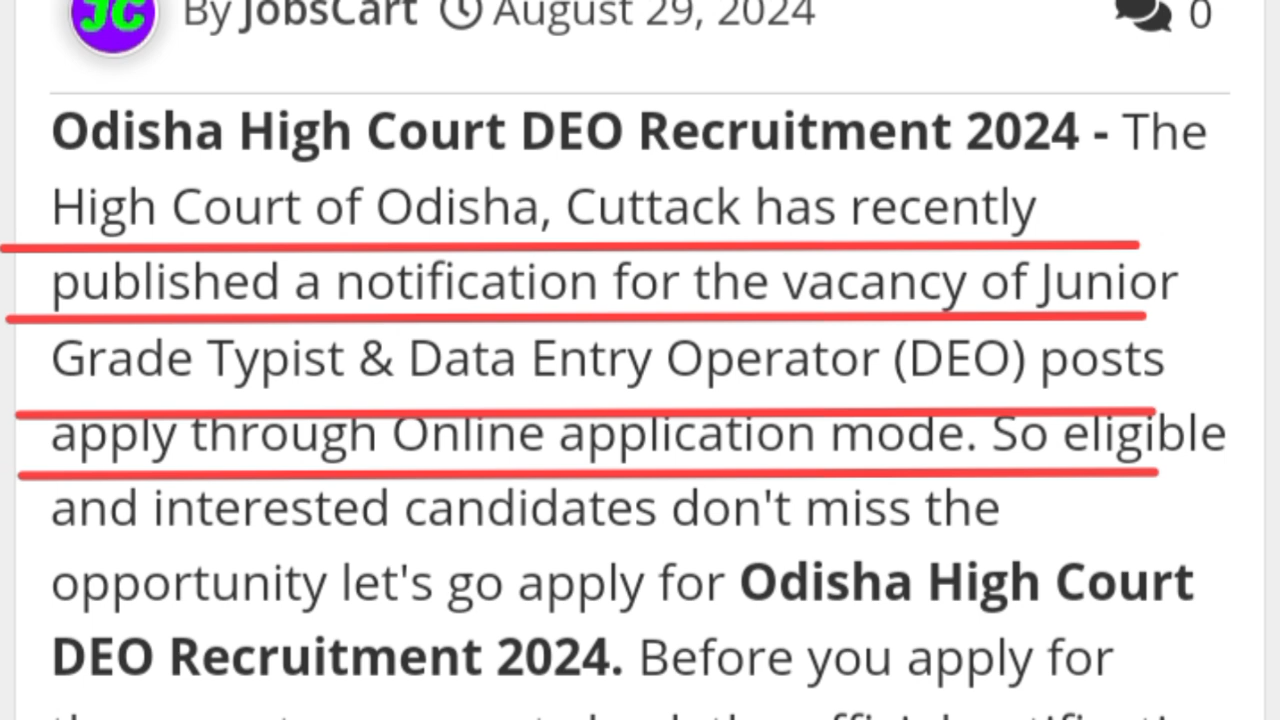 JC By JobsCart August 29, 2024 0
Odisha High Court DEO Recruitment 2024 - The
High Court of Odisha, Cuttack has recently
published a notification for the vacancy of Junior
Grade Typist & Data Entry Operator (DEO) posts
apply through Online application mode. So eligible
and interested candidates don't miss the
opportunity let's go apply for Odisha High Court
DEO Recruitment 2024. Before you apply for